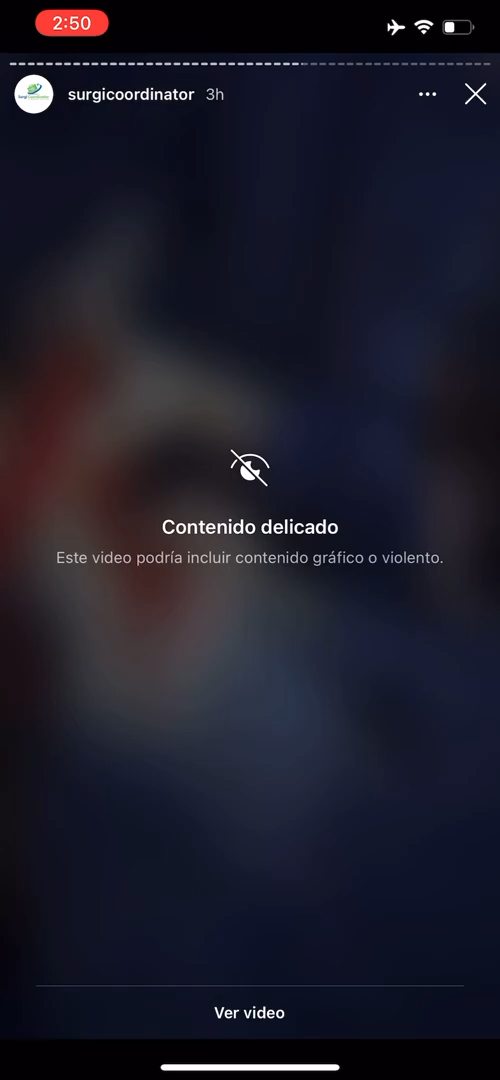 2:50
surgicoordinator 3h
Contenido delicado
Este video podría incluir contenido gráfico o violento.
Ver video